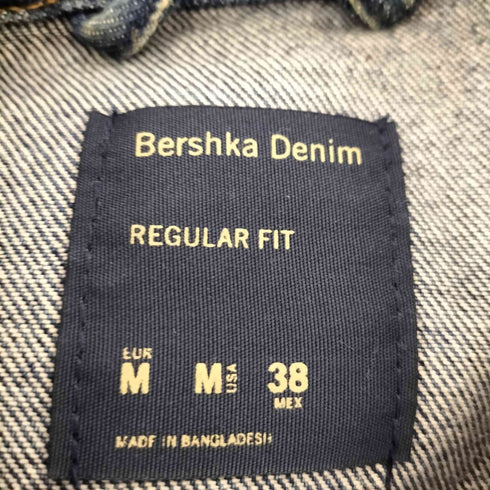 Bershka Denim
REGULAR FIT
EUR
M M USA 38
MEX
MADE IN BANGLADESH